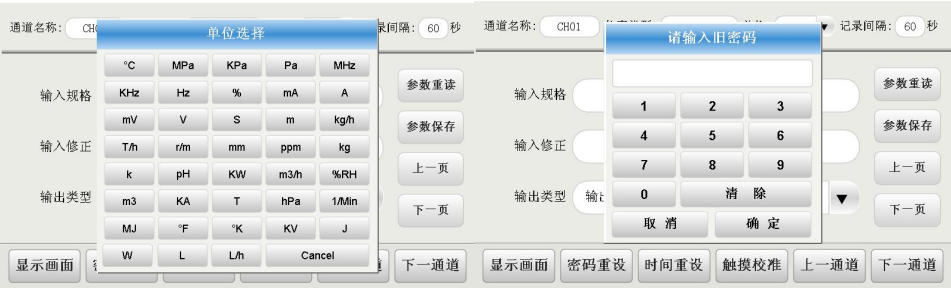 通道名称: CH 录间隔: 60 秒
单位选择
°C MPa KPa Pa MHz
KHz Hz % mA A
mV V S m kg/h
T/h r/m mm ppm kg
k pH KW m3/h %RH
m3 KA T hPa 1/Min
MJ °F °K KV J
W L L/h Cancel
输入规格
输入修正
输出类型
参数重读
参数保存
上一页
下一页
显示画面 下一通道
通道名称: CH01 记录间隔: 60 秒
请输入旧密码
1 2 3
4 5 6
7 8 9
0 清 除
取 消 确 定
输入规格
输入修正
输出类型 输
参数重读
参数保存
上一页
下一页
显示画面 密码重设 时间重设 触摸校准 上一通道 下一通道